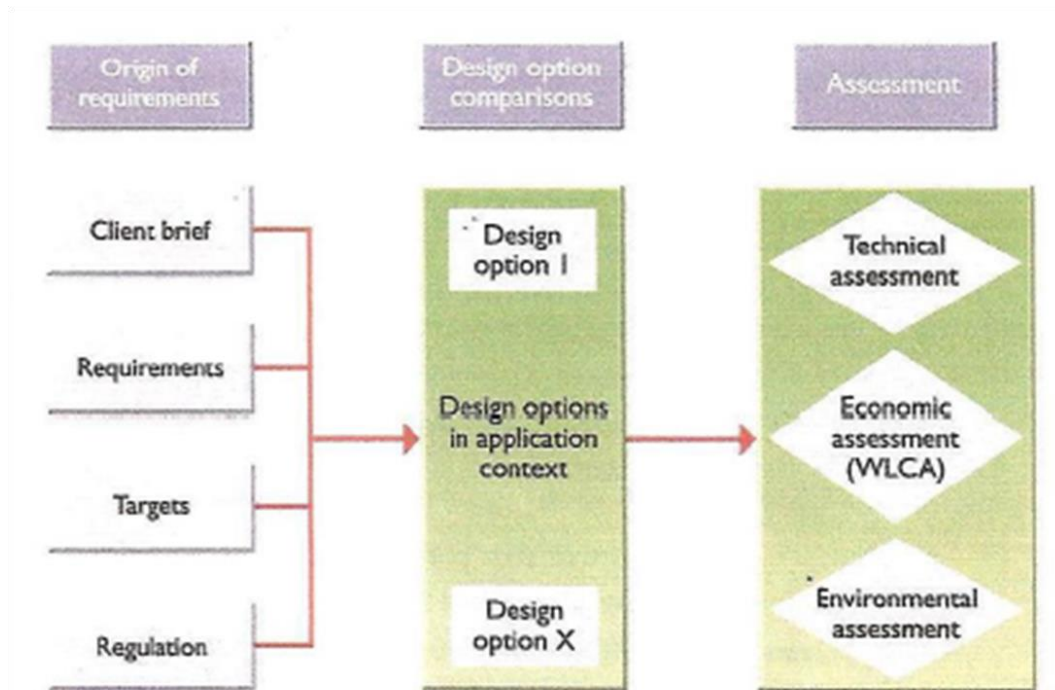 Origin of
requirements
Design option
comparisons
Assessment
Client brief
Requirements
Targets
Regulation
Design
option 1
Design options
in application
context
Design
option X
Technical
assessment
Economic
assessment
(WLCA)
Environmental
assessment